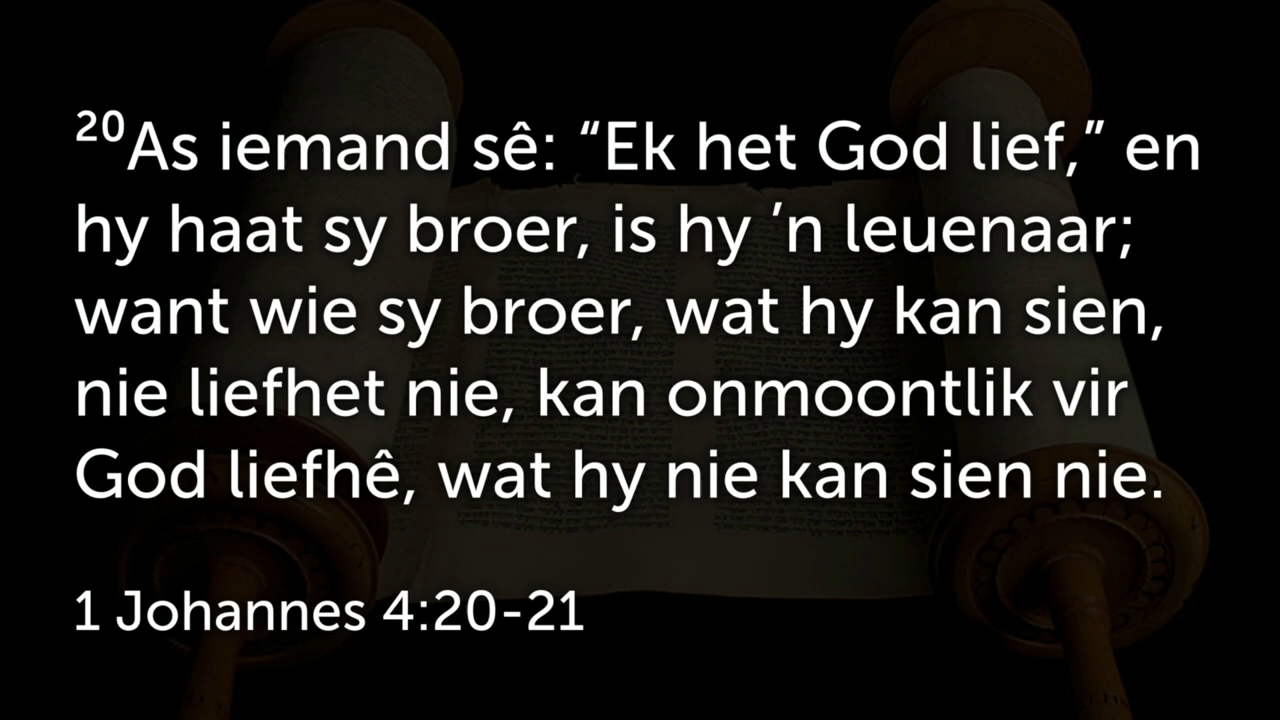 ²⁰As iemand sê: “Ek het God lief,” en
hy haat sy broer, is hy ’n leuenaar;
want wie sy broer, wat hy kan sien,
nie liefhet nie, kan onmoontlik vir
God liefhê, wat hy nie kan sien nie.
1 Johannes 4:20-21